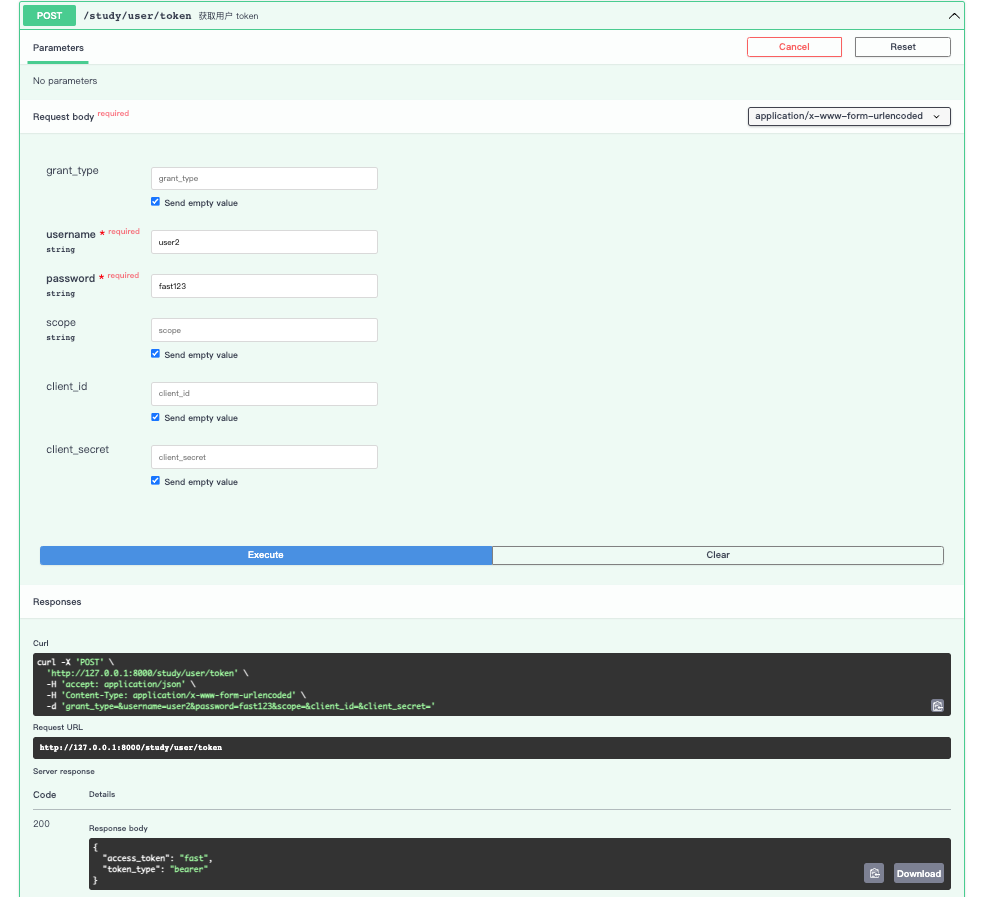 POST /study/user/token 获取用户 token
Parameters Cancel Reset
No parameters
Request body required application/x-www-form-urlencoded
grant_type grant_type
Send empty value
username * required
string user2
password * required
string fast123
scope scope
string
Send empty value
client_id client_id
Send empty value
client_secret client_secret
Send empty value
Execute Clear
Responses
Curl
curl -X 'POST' \
'http://127.0.0.1:8000/study/user/token' \
-H 'accept: application/json' \
-H 'Content-Type: application/x-www-form-urlencoded' \
-d 'grant_type=&username=user2&password=fast123&scope=&client_id=&client_secret='
Request URL
http://127.0.0.1:8000/study/user/token
Server response
Code Details
200
Response body
{
"access_token": "fast",
"token_type": "bearer"
}
Download